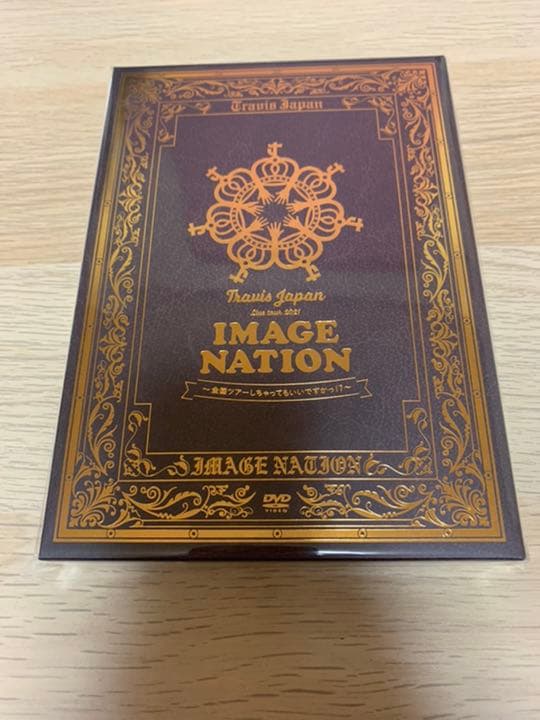 Travis Japan
Travis Japan
Live tour 2021
IMAGE
NATION
～全国ツアーしちゃってもいいですかっ!?～
IMAGE NATION
DVD
VIDEO